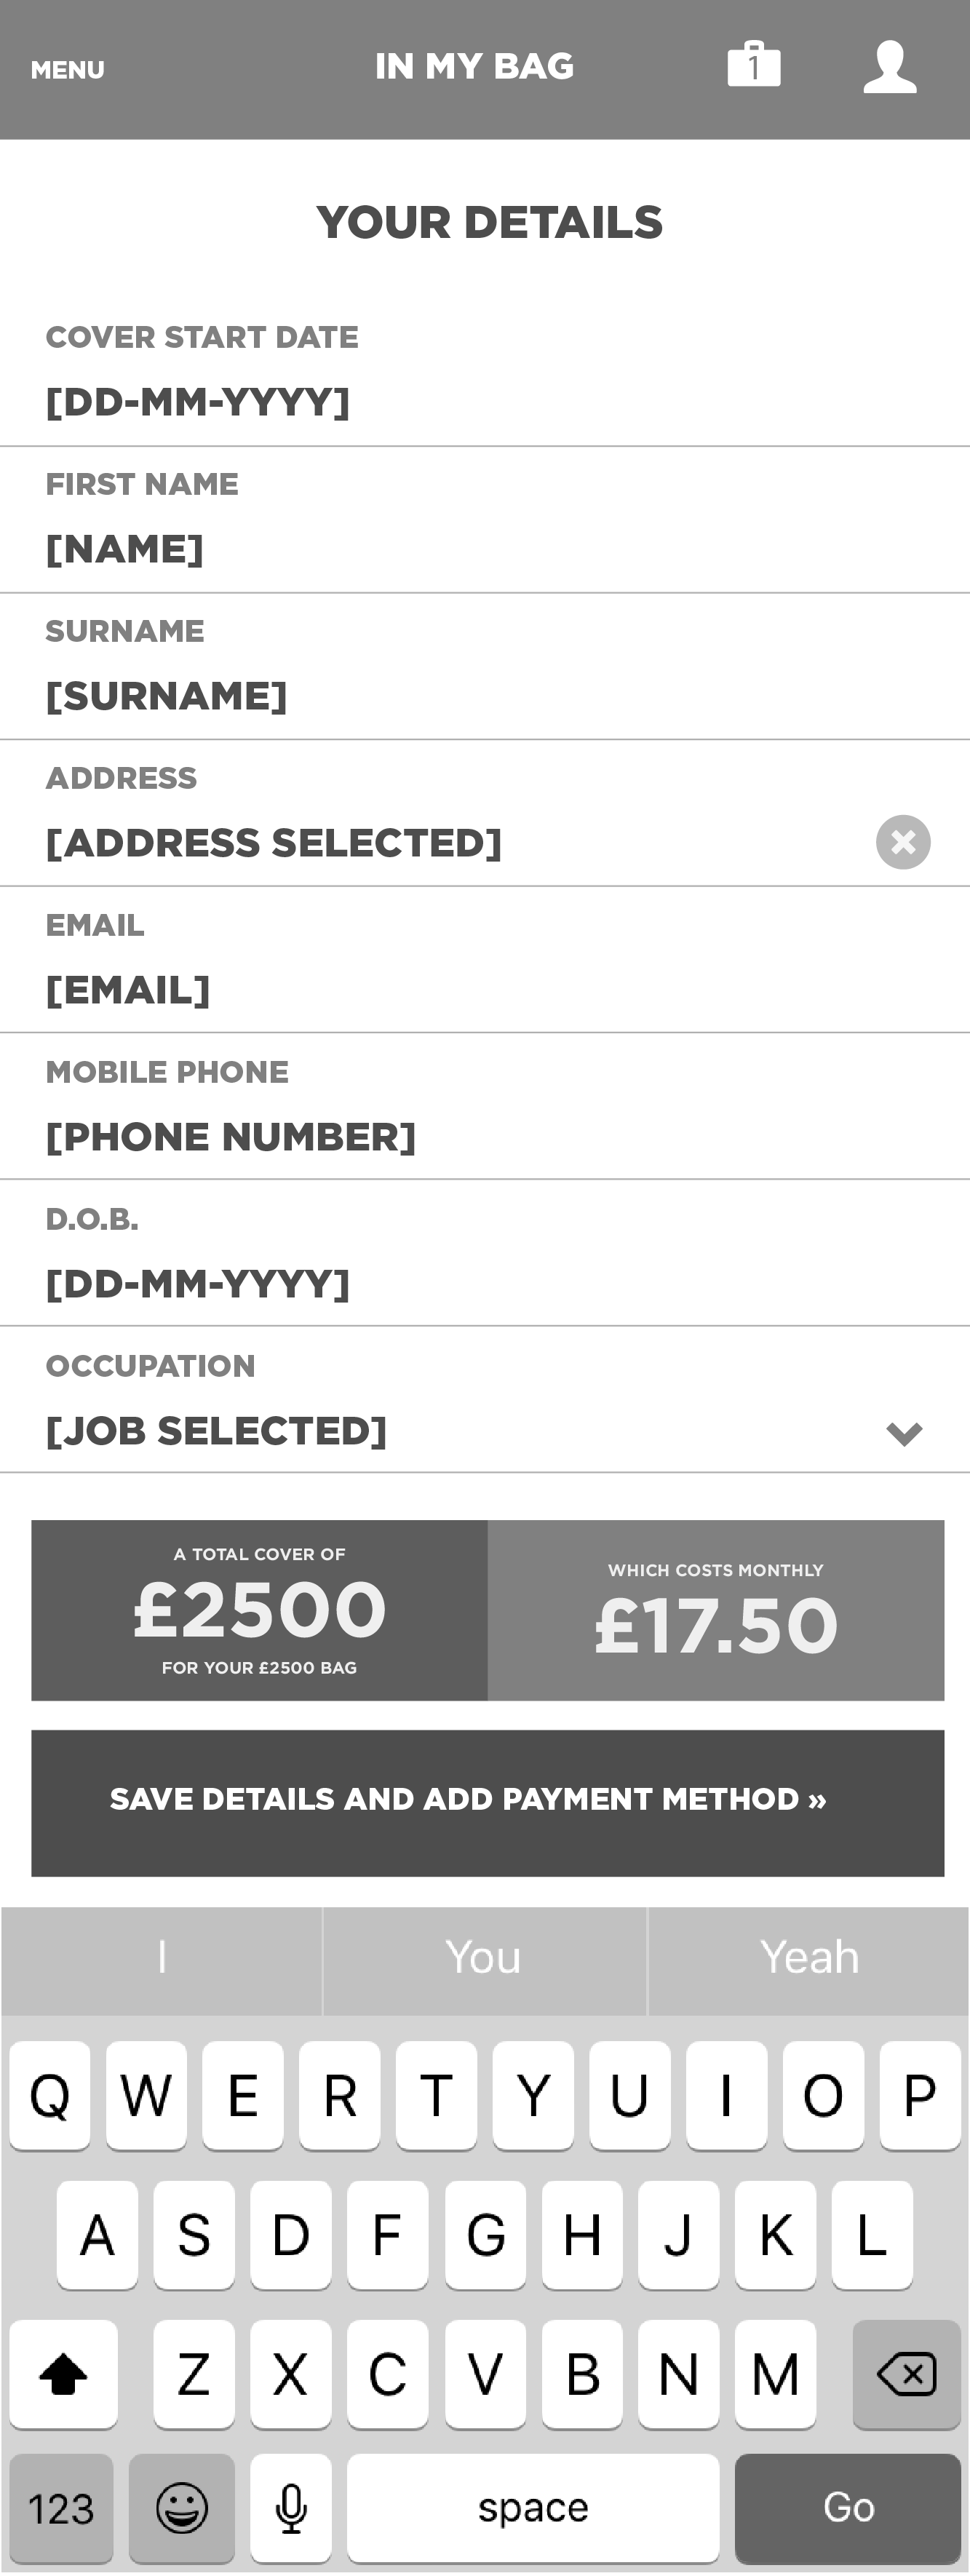 MENU IN MY BAG 1
YOUR DETAILS
COVER START DATE
[DD-MM-YYYY]
FIRST NAME
[NAME]
SURNAME
[SURNAME]
ADDRESS
[ADDRESS SELECTED]
EMAIL
[EMAIL]
MOBILE PHONE
[PHONE NUMBER]
D.O.B.
[DD-MM-YYYY]
OCCUPATION
[JOB SELECTED]
A TOTAL COVER OF
£2500
FOR YOUR £2500 BAG
WHICH COSTS MONTHLY
£17.50
SAVE DETAILS AND ADD PAYMENT METHOD »
I You Yeah
Q W E R T Y U I O P
A S D F G H J K L
Z X C V B N M
123 space Go